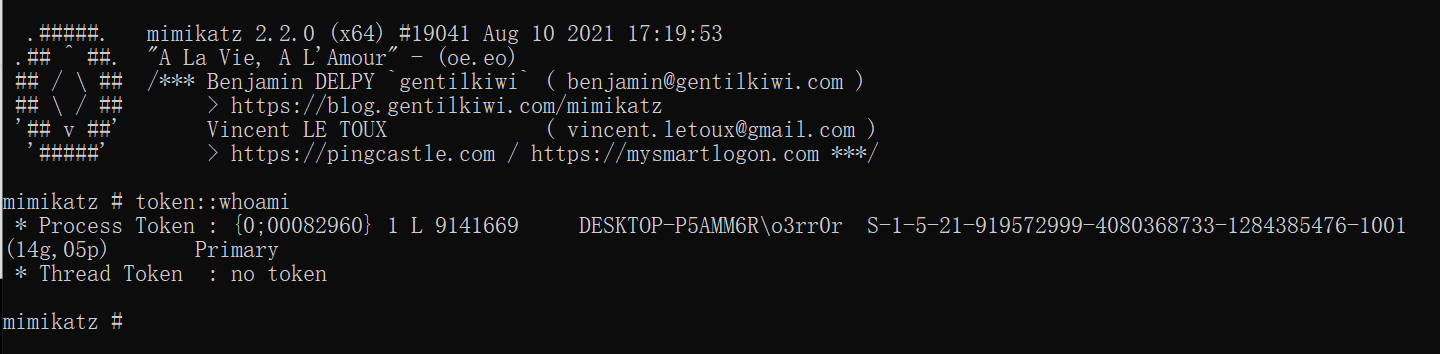 .#####.   mimikatz 2.2.0 (x64) #19041 Aug 10 2021 17:19:53
 .## ^ ##.  "A La Vie, A L'Amour" - (oe.eo)
 ## / \ ##  /*** Benjamin DELPY `gentilkiwi` ( benjamin@gentilkiwi.com )
 ## \ / ##       > https://blog.gentilkiwi.com/mimikatz
 '## v ##'       Vincent LE TOUX             ( vincent.letoux@gmail.com )
  '#####'        > https://pingcastle.com / https://mysmartlogon.com ***/
mimikatz # token::whoami
 * Process Token : {0;00082960} 1 L 9141669     DESKTOP-P5AMM6R\o3rr0r  S-1-5-21-919572999-4080368733-1284385476-1001
(14g,05p)       Primary
 * Thread Token  : no token
mimikatz #